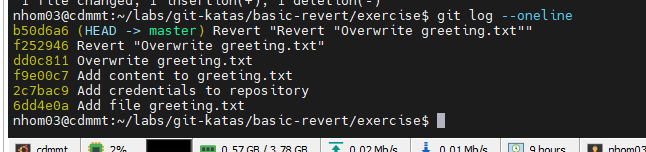 1 file changed, 1 insertion(+), 1 deletion(-)
nhom03@cdmmt:~/labs/git-katas/basic-revert/exercise$ git log --oneline
b50d6a6 (HEAD -> master) Revert "Revert "Overwrite greeting.txt""
f252946 Revert "Overwrite greeting.txt"
dd0c811 Overwrite greeting.txt
f9e00c7 Add content to greeting.txt
2c7bac9 Add credentials to repository
6dd4e0a Add file greeting.txt
nhom03@cdmmt:~/labs/git-katas/basic-revert/exercise$
cdmmt 2% 0.57 GB / 3.78 GB 0.02 Mb/s 0.01 Mb/s 9 hours nhom03